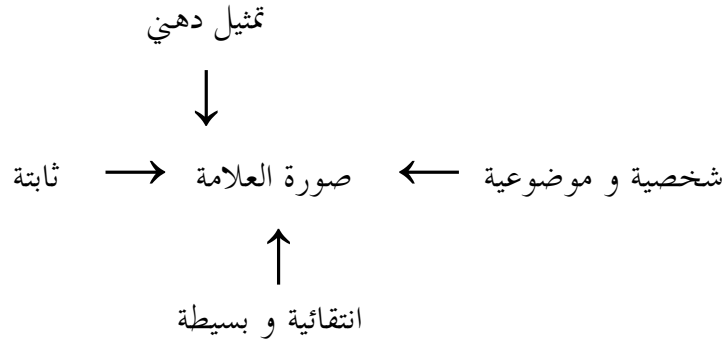 تمثيل دهني
شخصية و موضوعية
صورة العلامة
ثابتة
انتقائية و بسيطة